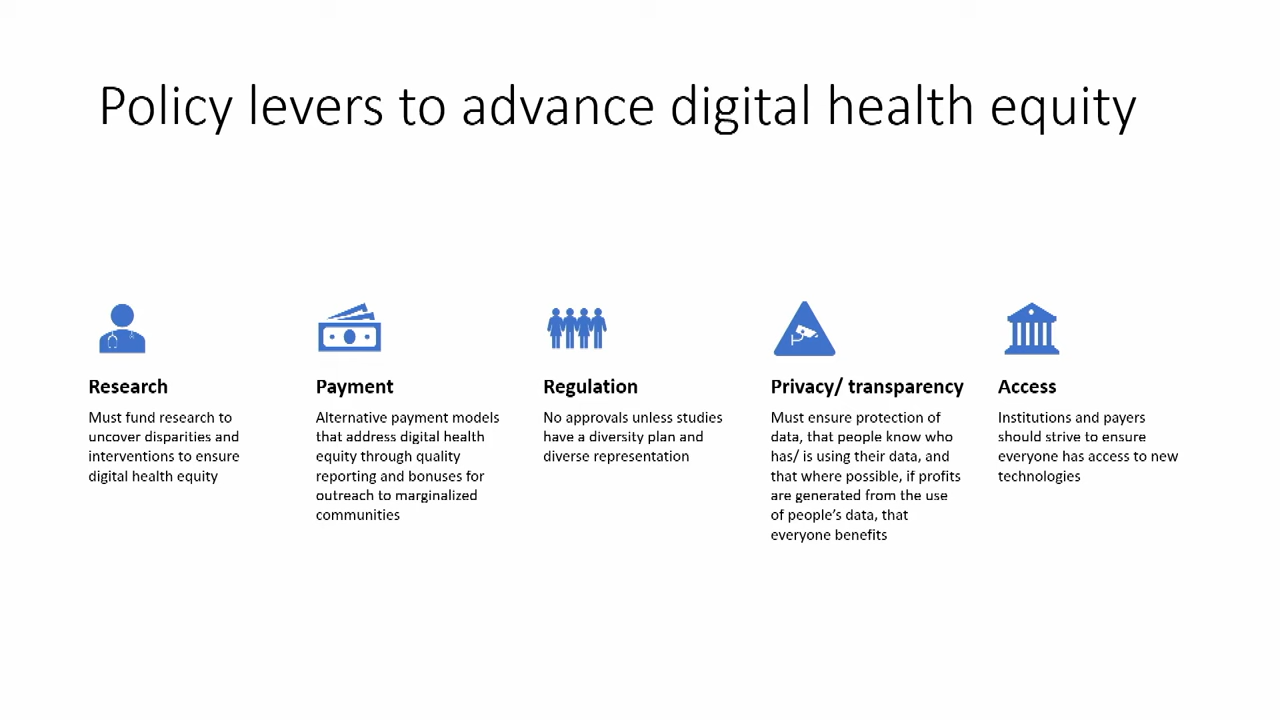 Policy levers to advance digital health equity
Research
Must fund research to
uncover disparities and
interventions to ensure
digital health equity
Payment
Alternative payment models
that address digital health
equity through quality
reporting and bonuses for
outreach to marginalized
communities
Regulation
No approvals unless studies
have a diversity plan and
diverse representation
Privacy/ transparency
Must ensure protection of
data, that people know who
has/ is using their data, and
that where possible, if profits
are generated from the use
of people’s data, that
everyone benefits
Access
Institutions and payers
should strive to ensure
everyone has access to new
technologies